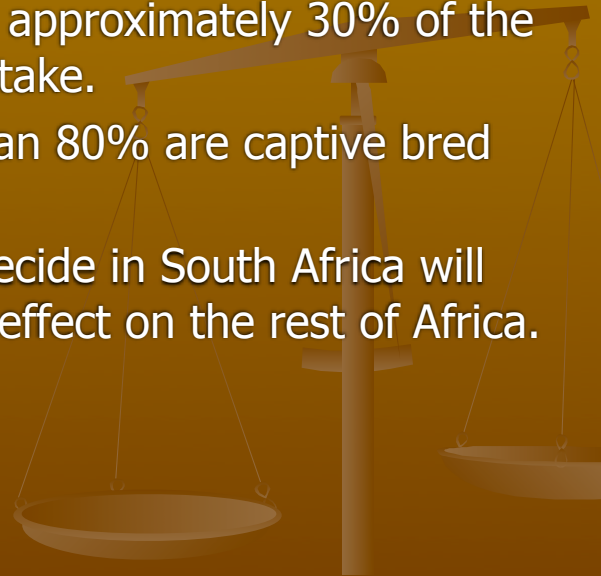 approximately 30% of the
take.
an 80% are captive bred
ecide in South Africa will
effect on the rest of Africa.